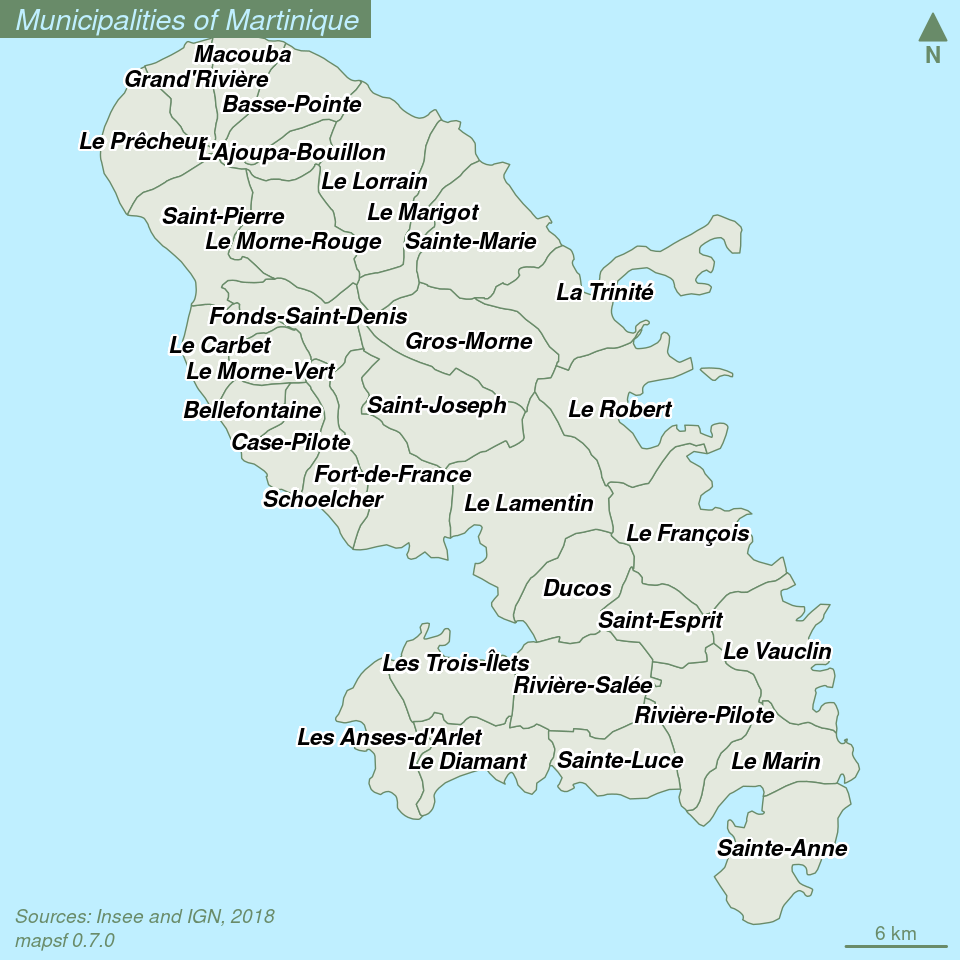 Municipalities of Martinique
N
Macouba
Grand'Rivière
Basse-Pointe
Le Prêcheur
L'Ajoupa-Bouillon
Le Lorrain
Saint-Pierre
Le Marigot
Le Morne-Rouge
Sainte-Marie
La Trinité
Fonds-Saint-Denis
Le Carbet
Gros-Morne
Le Morne-Vert
Bellefontaine
Saint-Joseph
Le Robert
Case-Pilote
Fort-de-France
Schoelcher
Le Lamentin
Le François
Ducos
Saint-Esprit
Le Vauclin
Les Trois-Îlets
Rivière-Salée
Rivière-Pilote
Les Anses-d'Arlet
Le Diamant
Sainte-Luce
Le Marin
Sainte-Anne
Sources: Insee and IGN, 2018
mapsf 0.7.0
6 km